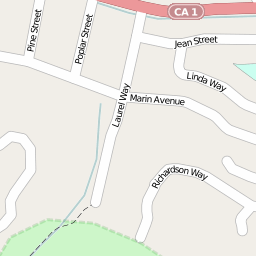 CA 1
Pine Street
Poplar Street
Jean Street
Linda Way
Laurel Way
Marin Avenue
Richardson Way